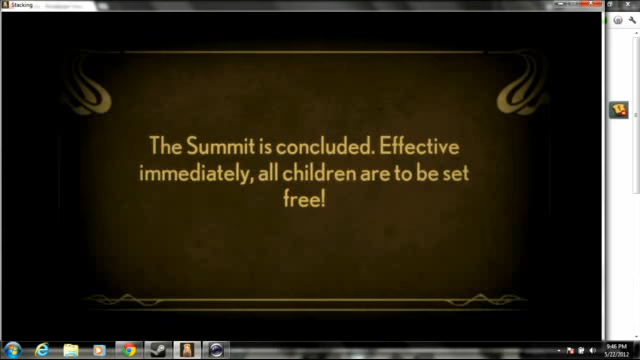 Stacking
The Summit is concluded. Effective
immediately, all children are to be set
free!
9:46 PM
5/22/2012